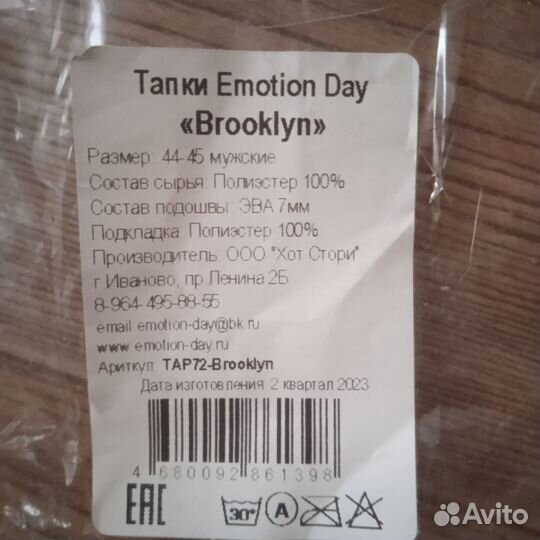 Тапки Emotion Day
«Brooklyn»
Размер: 44-45 мужские
Состав сырья: Полиэстер 100%
Состав подошвы: ЭВА 7мм
Подкладка: Полиэстер 100%
Производитель: ООО "Хот Стори"
г.Иваново, пр.Ленина 2Б
8-964-495-88-55
email emotion-day@bk.ru
www.emotion-day.ru
Ариткул: TAP72-Brooklyn
Дата изготовления: 2 квартал 2023
4 680092 861398
EAC 30° A
Avito